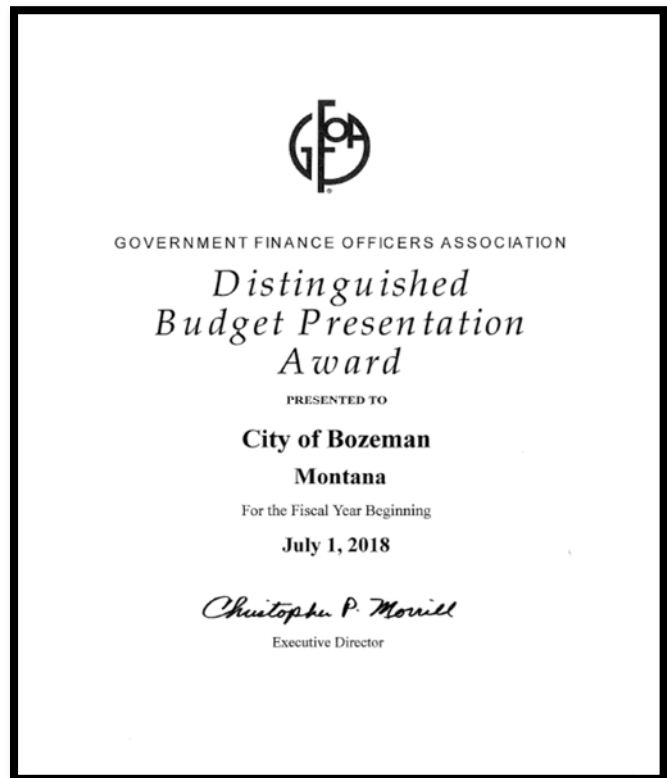 GFOA
GOVERNMENT FINANCE OFFICERS ASSOCIATION
Distinguished
Budget Presentation
Award
PRESENTED TO
City of Bozeman
Montana
For the Fiscal Year Beginning
July 1, 2018
Christopher P. Morrill
Executive Director